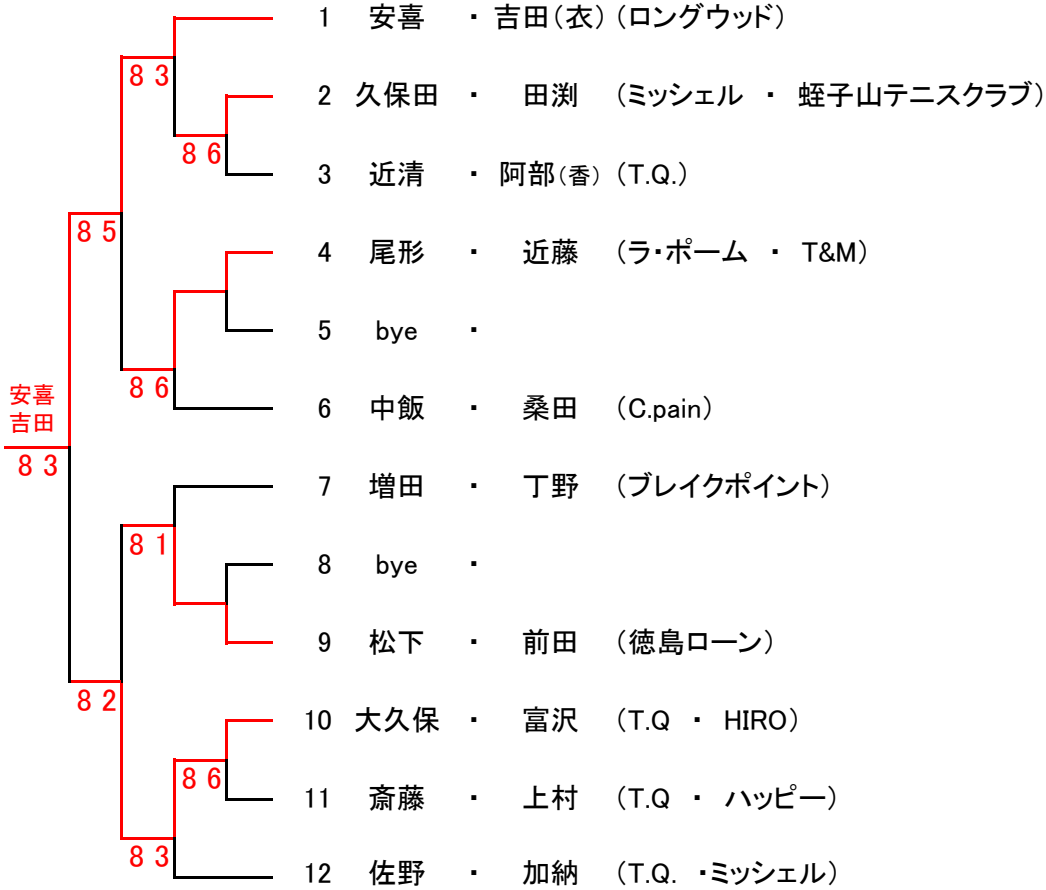 1 安喜 ・ 吉田(衣) (ロングウッド)
8 3
2 久保田 ・ 田渕 (ミッシェル ・ 蛭子山テニスクラブ)
8 6
3 近清 ・ 阿部(香) (T.Q.)
8 5
4 尾形 ・ 近藤 (ラ・ポーム ・ T&M)
5 bye ・
8 6
安喜
吉田
6 中飯 ・ 桑田 (C.pain)
8 3
7 増田 ・ 丁野 (ブレイクポイント)
8 1
8 bye ・
9 松下 ・ 前田 (徳島ローン)
8 2
10 大久保 ・ 富沢 (T.Q ・ HIRO)
8 6
11 斎藤 ・ 上村 (T.Q ・ ハッピー)
8 3
12 佐野 ・ 加納 (T.Q. ・ミッシェル)